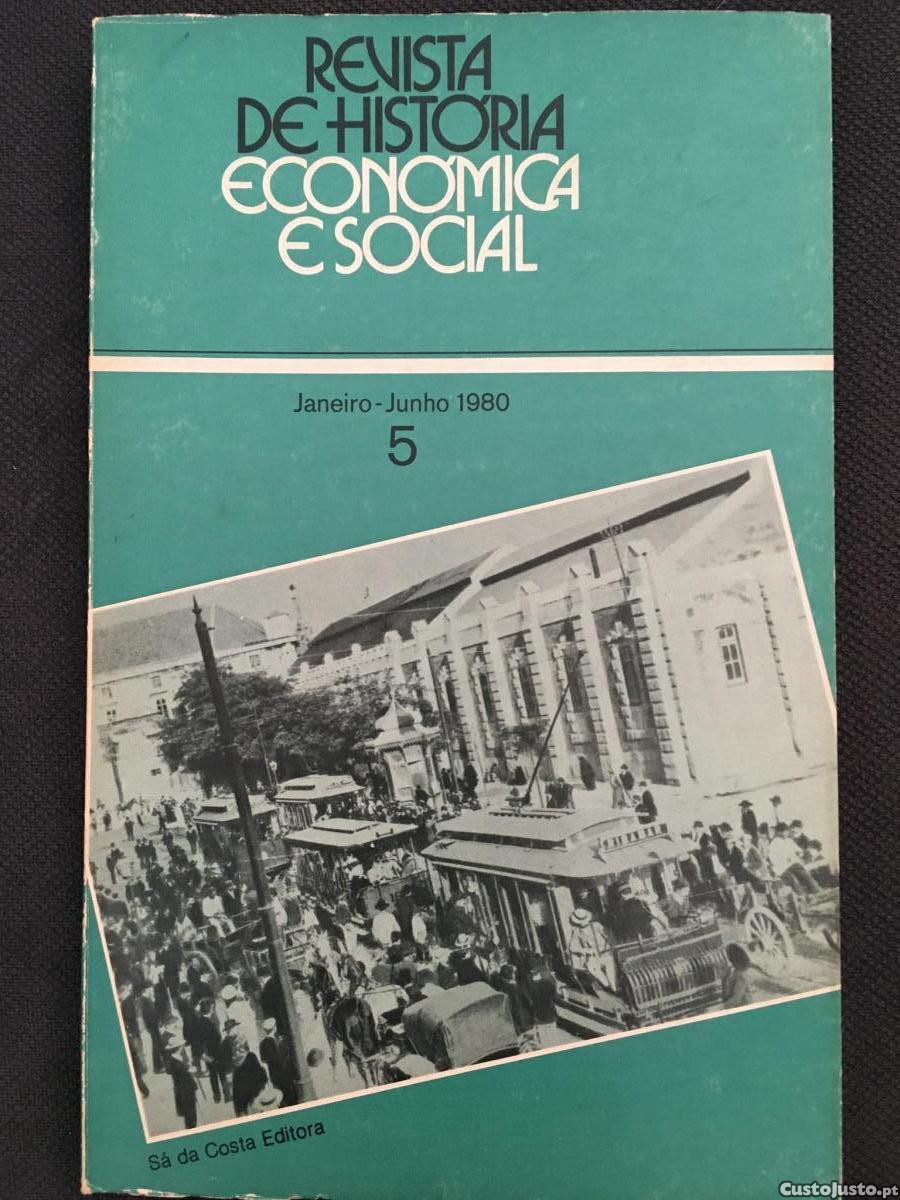 REVISTA
DE HISTÓRIA
ECONÓMICA
E SOCIAL
Janeiro - Junho 1980
5
Sá da Costa Editora
CustoJusto.pt